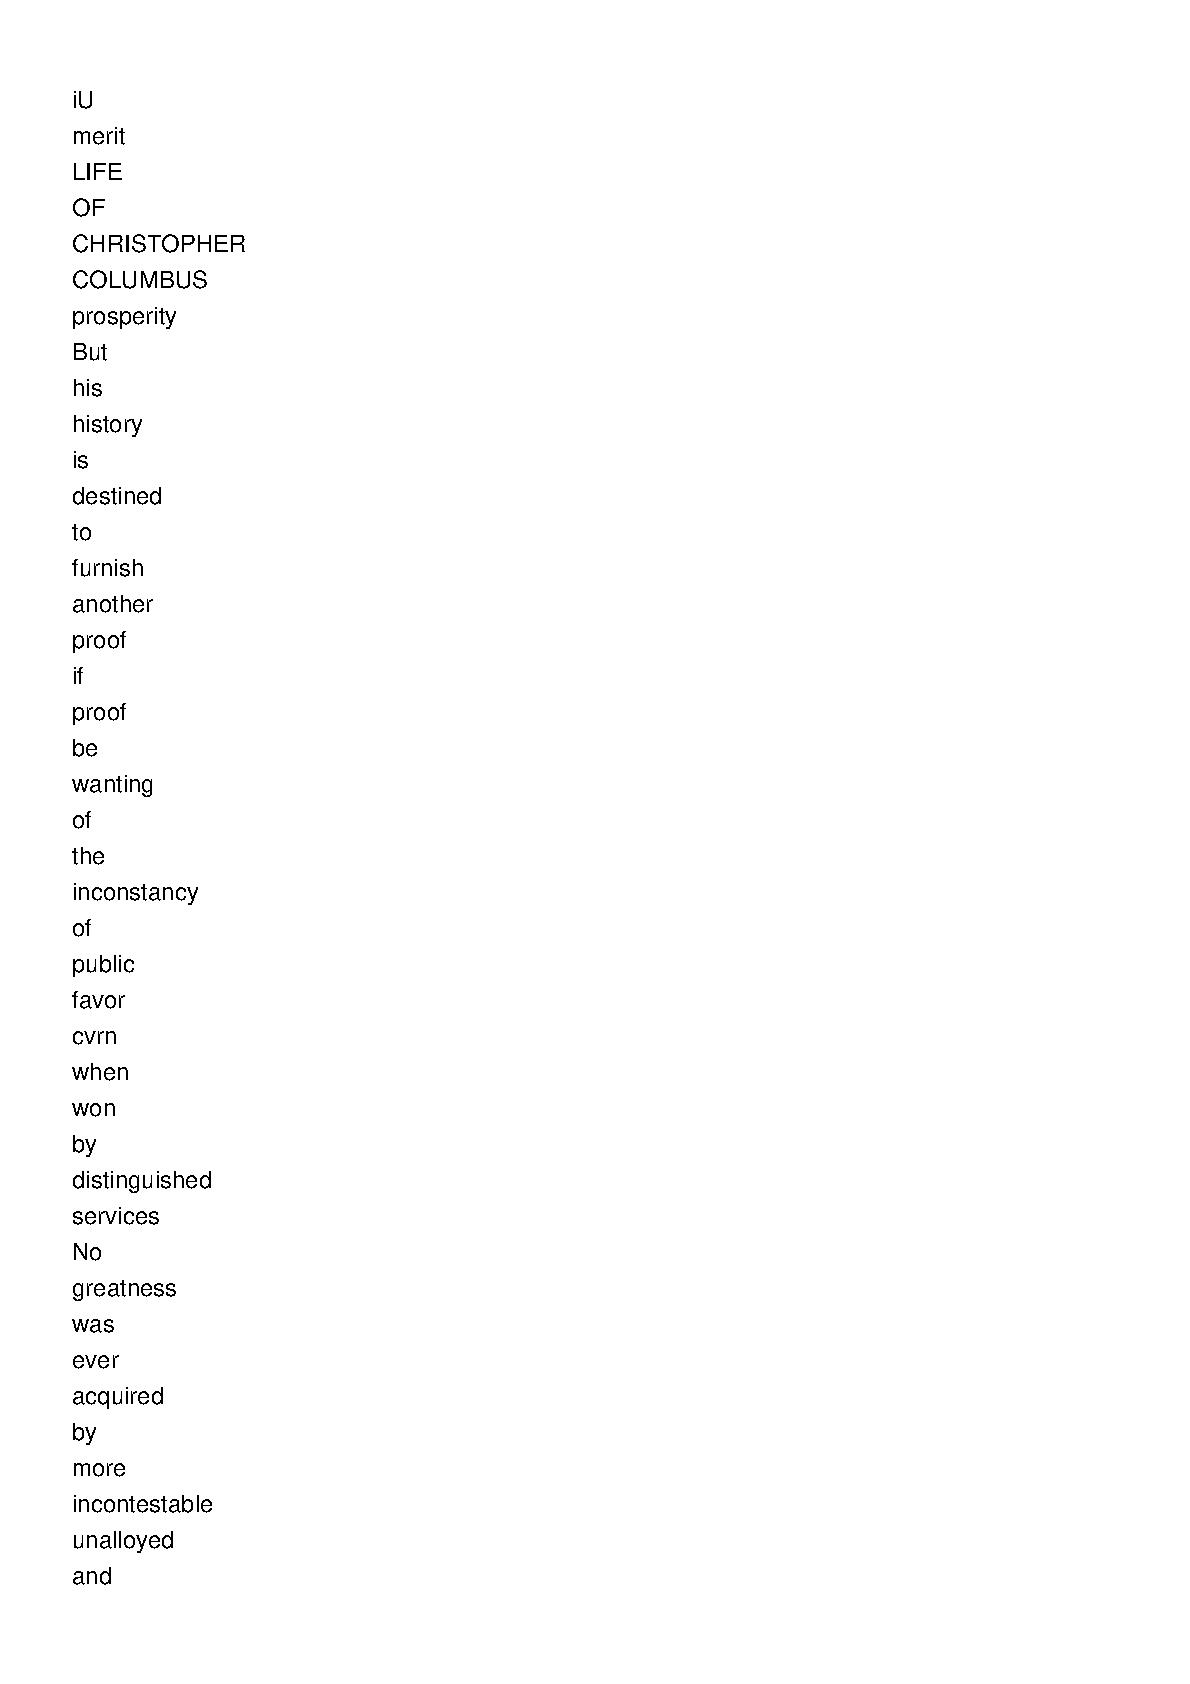 iU
merit
LIFE
OF
CHRISTOPHER
COLUMBUS
prosperity
But
his
history
is
destined
to
furnish
another
proof
if
proof
be
wanting
of
the
inconstancy
of
public
favor
cvrn
when
won
by
distinguished
services
No
greatness
was
ever
acquired
by
more
incontestable
unalloyed
and